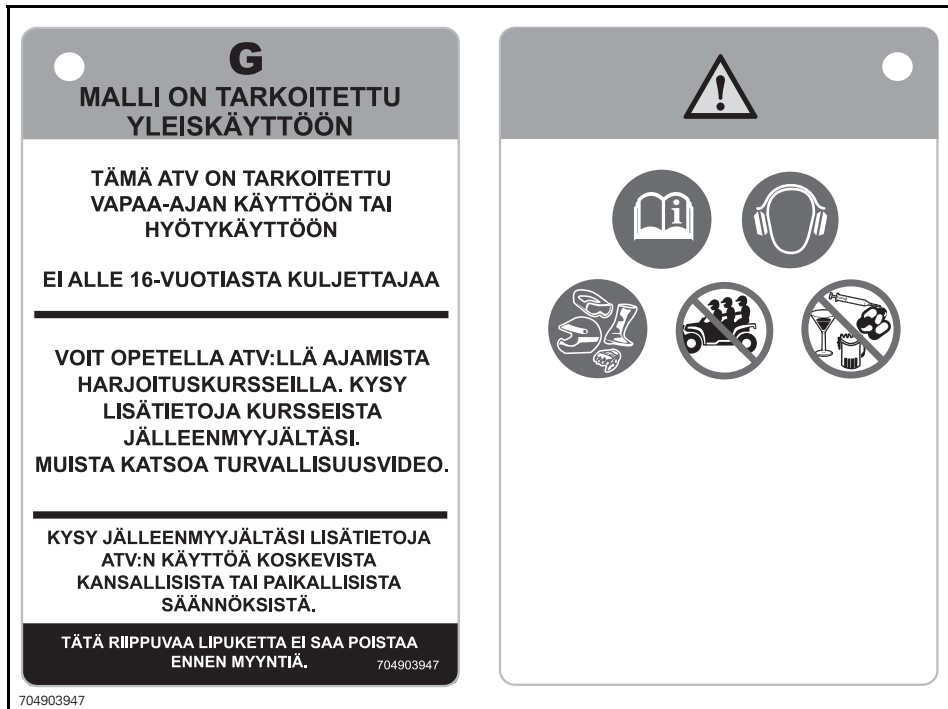 G
MALLI ON TARKOITETTU
YLEISKÄYTTÖÖN
TÄMÄ ATV ON TARKOITETTU
VAPAA-AJAN KÄYTTÖÖN TAI
HYÖTYKÄYTTÖÖN
EI ALLE 16-VUOTIASTA KULJETTAJAA
VOIT OPETELLA ATV:LLÄ AJAMISTA
HARJOITUSKURSSEILLA. KYSY
LISÄTIETOJA KURSSEISTA
JÄLLEENMYYJÄLTÄSI.
MUISTA KATSOA TURVALLISUUSVIDEO.
KYSY JÄLLEENMYYJÄLTÄSI LISÄTIETOJA
ATV:N KÄYTTÖÄ KOSKEVISTA
KANSALLISISTA TAI PAIKALLISISTA
SÄÄNNÖKSISTÄ.
TÄTÄ RIIPPUVAA LIPUKETTA EI SAA POISTAA
ENNEN MYYNTIÄ. 704903947
704903947
!
i